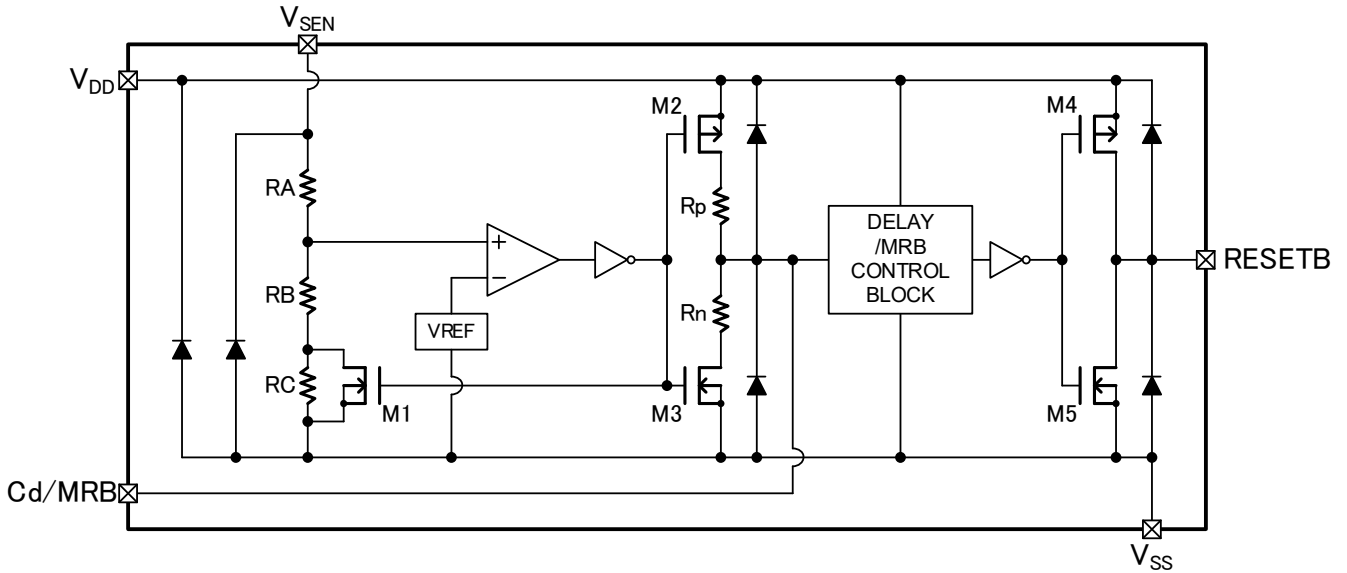 VSEN
VDD
M2
M4
RA
Rp
DELAY
/MRB
CONTROL
BLOCK
+
−
RESETB
RB
Rn
VREF
RC
M1
M3
M5
Cd/MRB
VSS